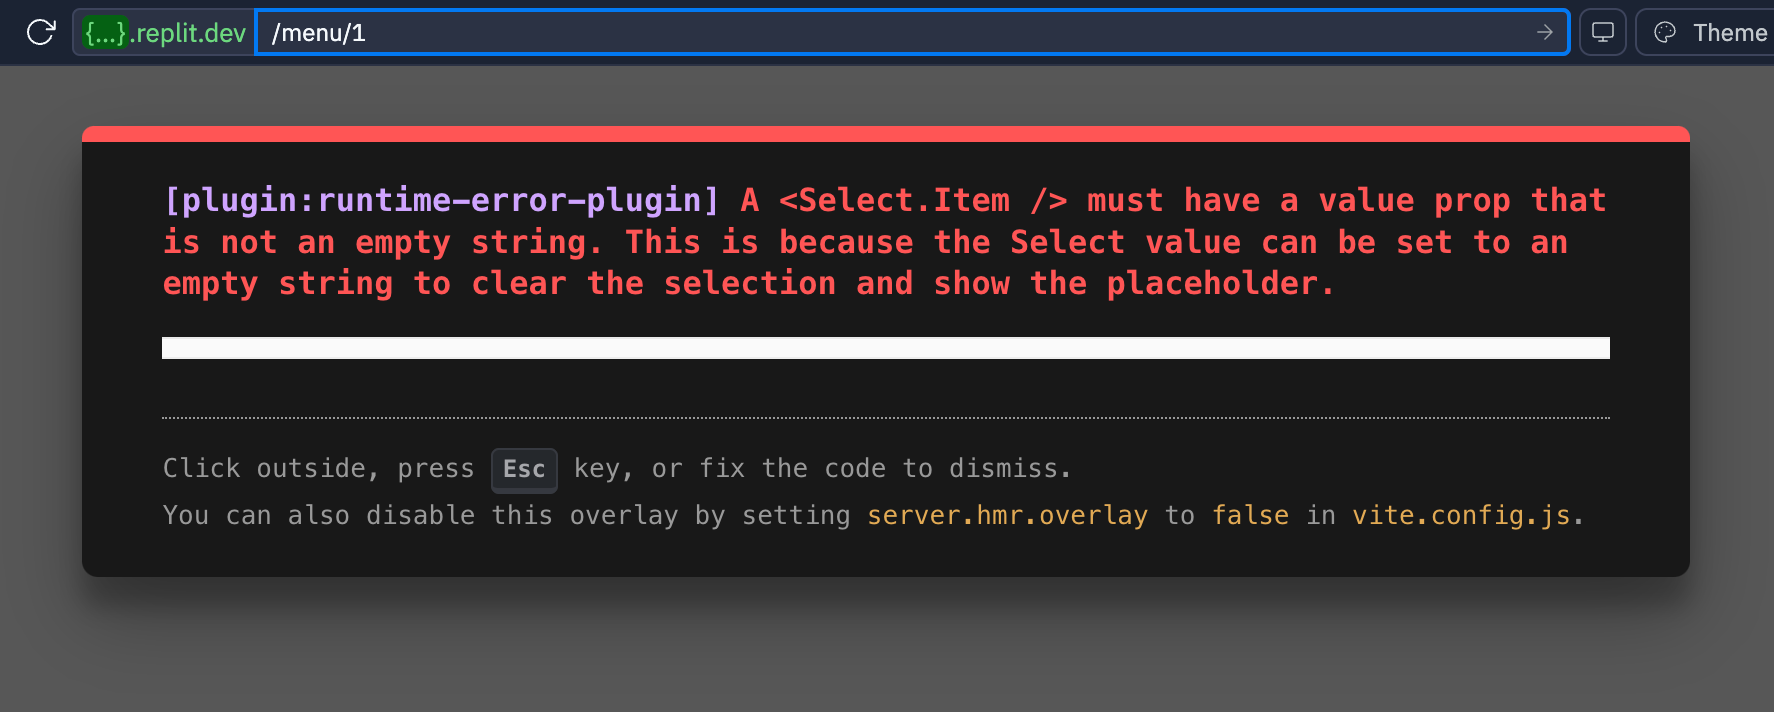 {...}.replit.dev /menu/1 Theme
[plugin:runtime-error-plugin] A <Select.Item /> must have a value prop that
is not an empty string. This is because the Select value can be set to an
empty string to clear the selection and show the placeholder.
Click outside, press Esc key, or fix the code to dismiss.
You can also disable this overlay by setting server.hmr.overlay to false in vite.config.js.